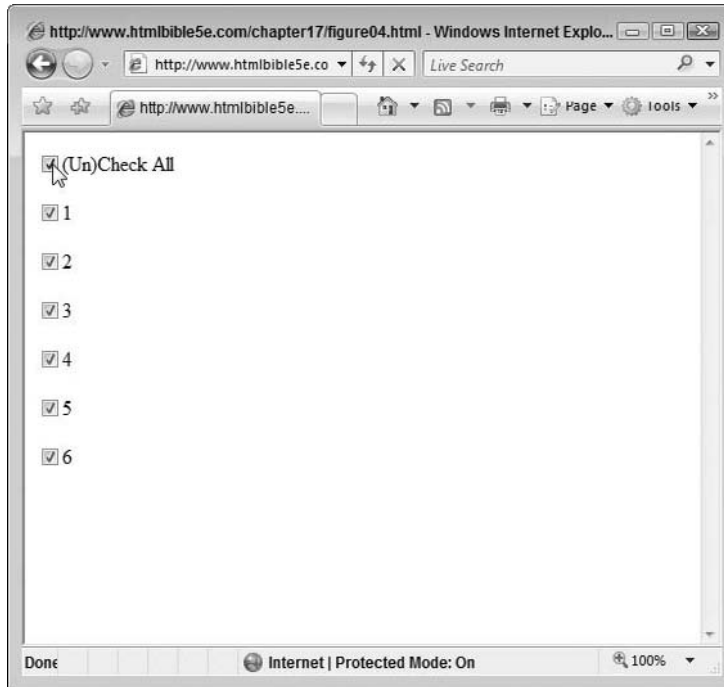 http://www.htmlbible5e.com/chapter17/figure04.html - Windows Internet Explo...
http://www.htmlbible5e.co Live Search
http://www.htmlbible5e.... Page Tools
(Un)Check All
1
2
3
4
5
6
Done Internet | Protected Mode: On 100%